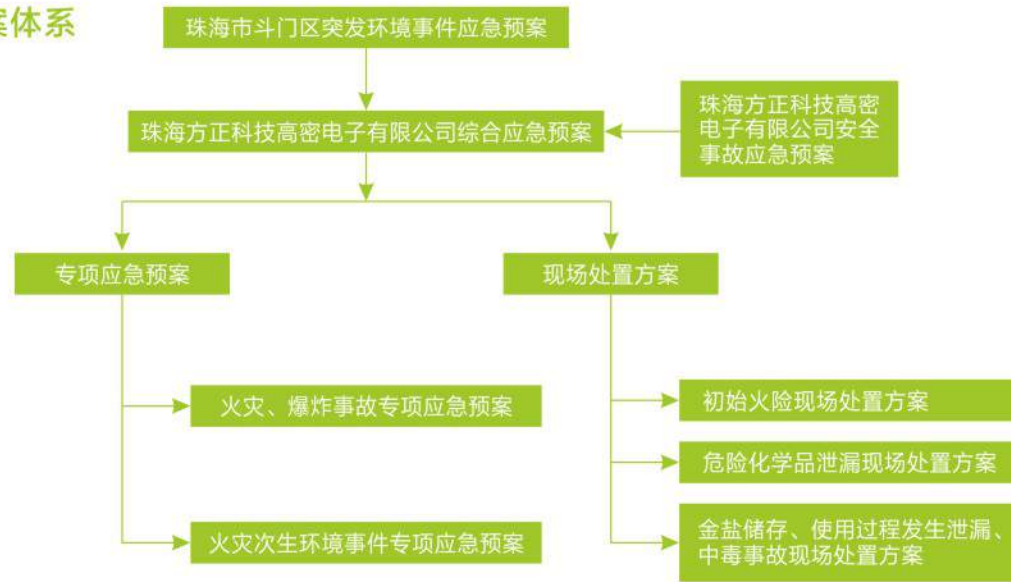 案体系
珠海市斗门区突发环境事件应急预案
珠海方正科技高密电子有限公司综合应急预案
珠海方正科技高密
电子有限公司安全
事故应急预案
专项应急预案
现场处置方案
火灾、爆炸事故专项应急预案
火灾次生环境事件专项应急预案
初始火险现场处置方案
危险化学品泄漏现场处置方案
金盐储存、使用过程发生泄漏、
中毒事故现场处置方案